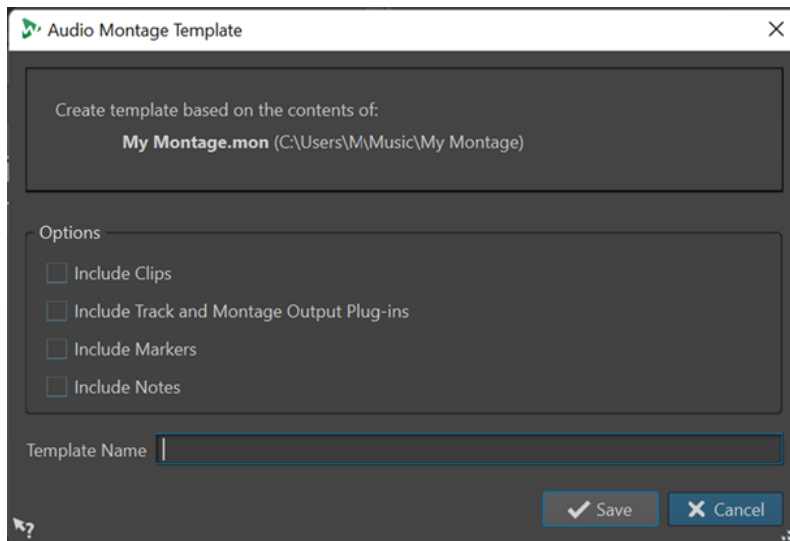 Audio Montage Template
Create template based on the contents of:
My Montage.mon (C:\Users\M\Music\My Montage)
Options
Include Clips
Include Track and Montage Output Plug-ins
Include Markers
Include Notes
Template Name
Save Cancel